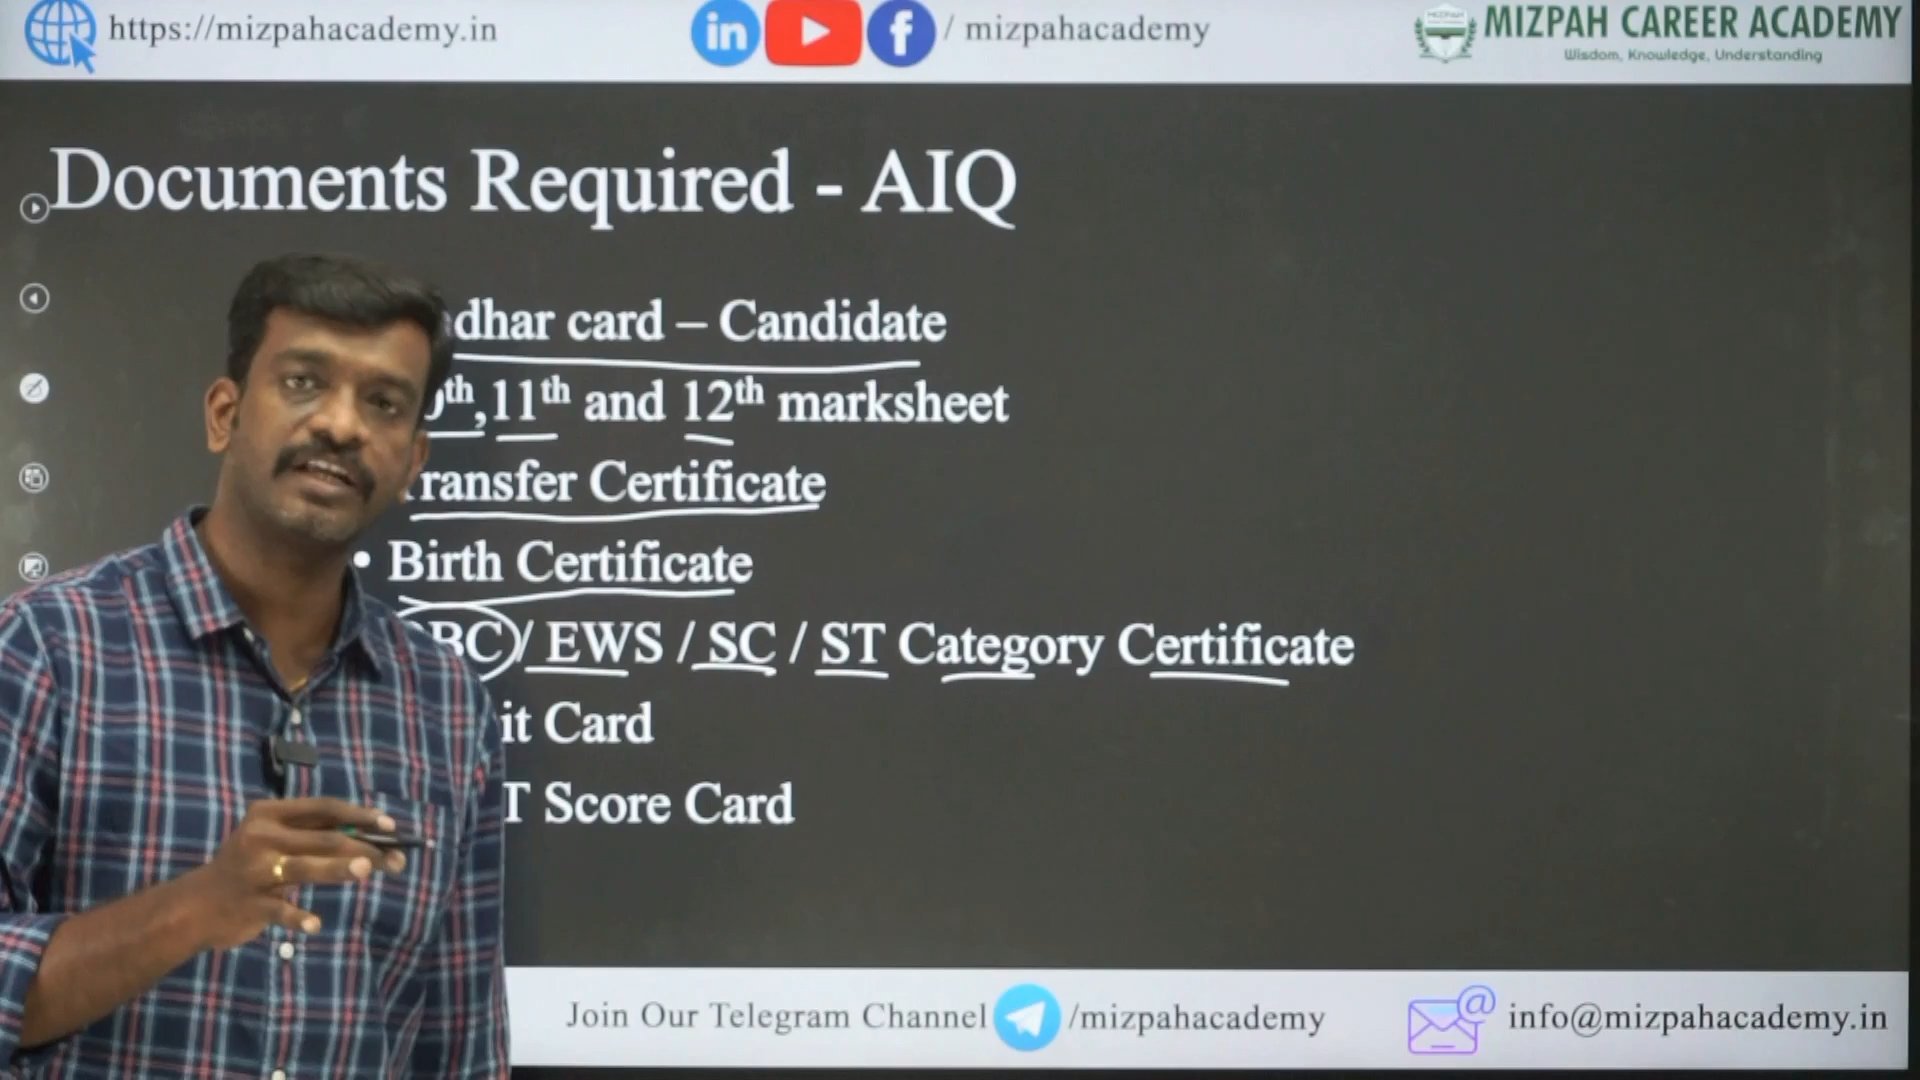 https://mizpahacademy.in
in f / mizpahacademy
MIZPAH CAREER ACADEMY
Wisdom, Knowledge, Understanding
Documents Required - AIQ
dhar card – Candidate
th, 11th and 12th marksheet
Transfer Certificate
• Birth Certificate
BC / EWS / SC / ST Category Certificate
it Card
T Score Card
Join Our Telegram Channel /mizpahacademy
@ info@mizpahacademy.in